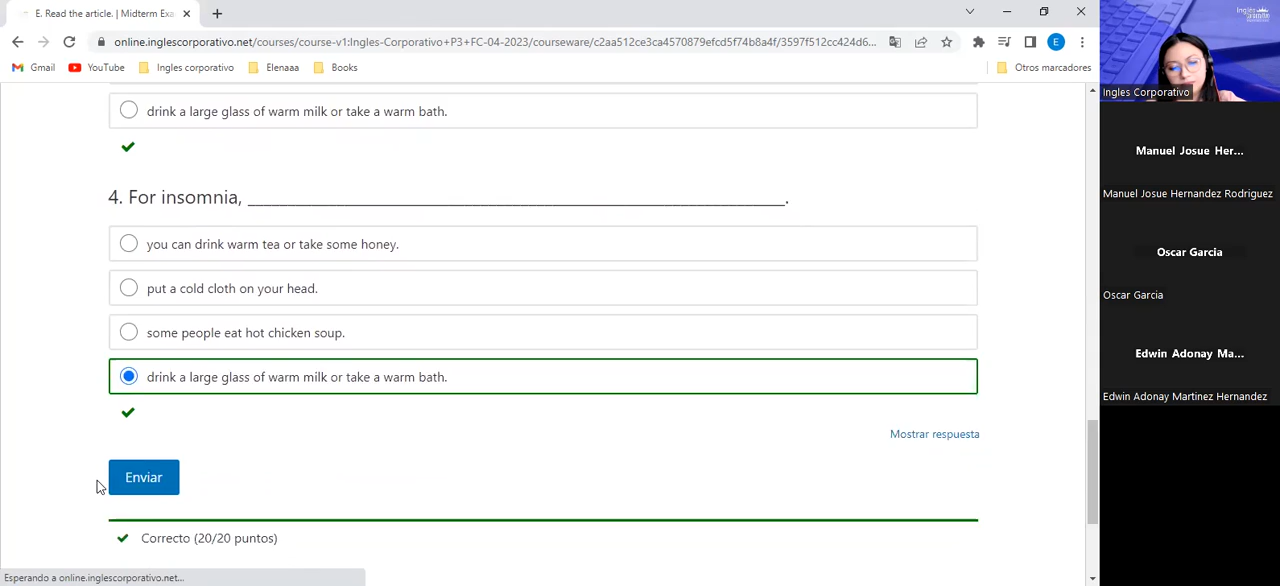 E. Read the article. | Midterm Exa
online.inglescorporativo.net/courses/course-v1:Ingles-Corporativo+P3+FC-04-2023/courseware/c2aa512ce3ca4570879efcd5f74b8a4f/3597f512cc424d6...
E
Gmail
YouTube
Ingles corporativo
Elenaaa
Books
Otros marcadores
drink a large glass of warm milk or take a warm bath.
4. For insomnia, ______________________________________________________.
you can drink warm tea or take some honey.
put a cold cloth on your head.
some people eat hot chicken soup.
drink a large glass of warm milk or take a warm bath.
Mostrar respuesta
Enviar
Correcto (20/20 puntos)
Esperando a online.inglescorporativo.net...
Ingles Corporativo
Manuel Josue Her...
Manuel Josue Hernandez Rodriguez
Oscar Garcia
Oscar Garcia
Edwin Adonay Ma...
Edwin Adonay Martinez Hernandez